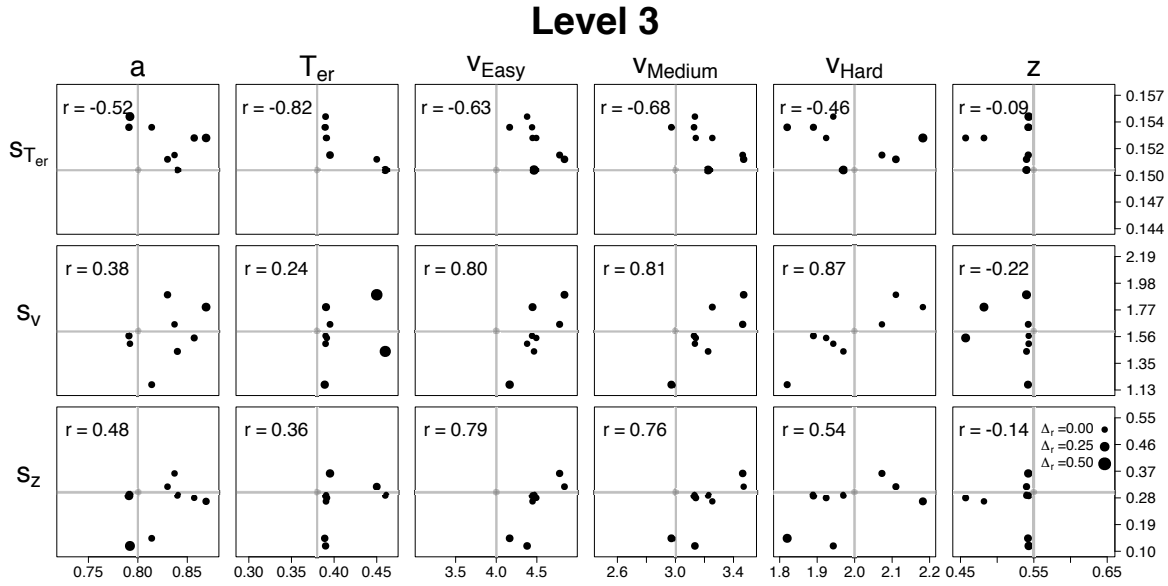 Level 3
a T_er v_Easy v_Medium v_Hard z
s_Ter
r = -0.52 r = -0.82 r = -0.63 r = -0.68 r = -0.46 r = -0.09
0.157
0.154
0.152
0.150
0.147
0.144
s_v
r = 0.38 r = 0.24 r = 0.80 r = 0.81 r = 0.87 r = -0.22
2.19
1.98
1.77
1.56
1.35
1.13
s_z
r = 0.48 r = 0.36 r = 0.79 r = 0.76 r = 0.54 r = -0.14
Δr =0.00
Δr =0.25
Δr =0.50
0.55
0.46
0.37
0.28
0.19
0.10
0.75 0.80 0.85 0.30 0.35 0.40 0.45 3.5 4.0 4.5 2.6 3.0 3.4 1.8 1.9 2.0 2.1 2.2 0.45 0.55 0.65